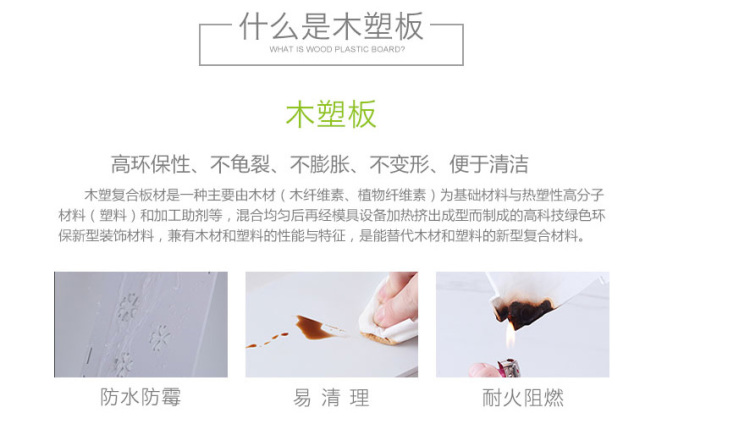 什么是木塑板
WHAT IS WOOD PLASTIC BOARD?
木塑板
高环保性、不龟裂、不膨胀、不变形、便于清洁
木塑复合板材是一种主要由木材（木纤维素、植物纤维素）为基础材料与热塑性高分子
材料（塑料）和加工助剂等，混合均匀后再经模具设备加热挤出成型而制成的高科技绿色环
保新型装饰材料，兼有木材和塑料的性能与特征，是能替代木材和塑料的新型复合材料。
防水防霉
易清理
耐火阻燃